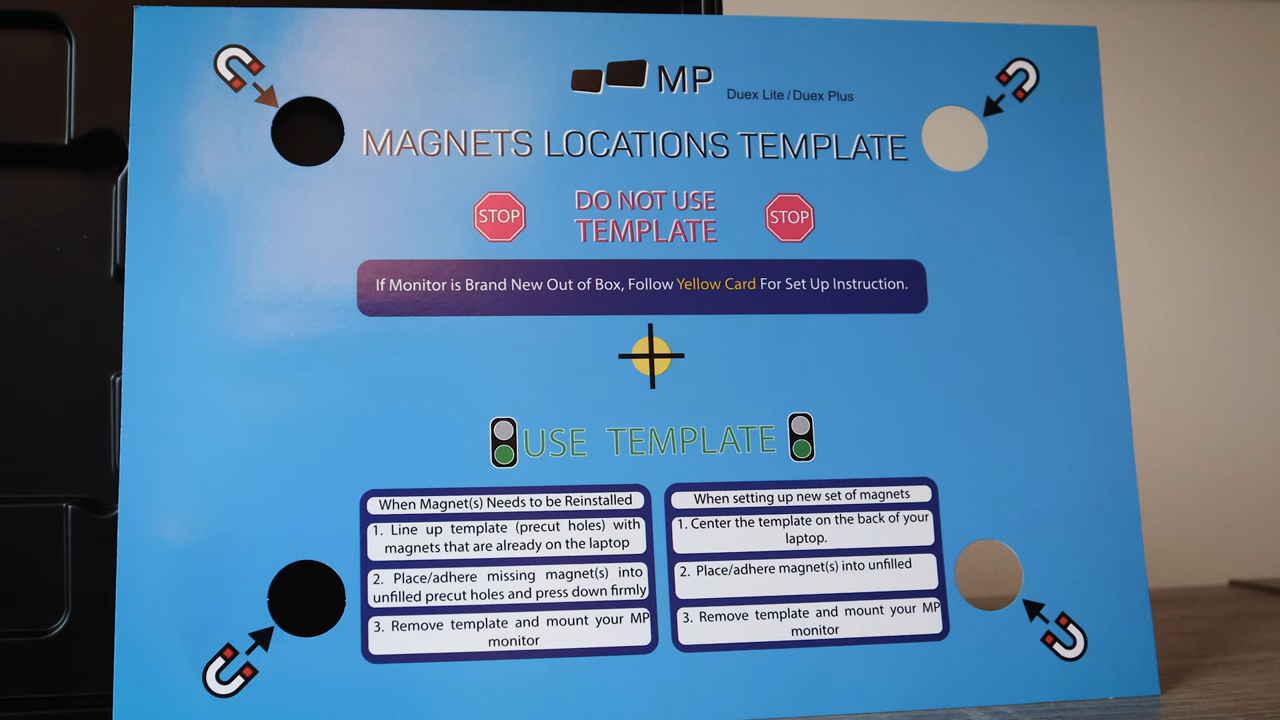 MP
Duex Lite / Duex Plus
MAGNETS LOCATIONS TEMPLATE
STOP
DO NOT USE
TEMPLATE
STOP
If Monitor is Brand New Out of Box, Follow Yellow Card For Set Up Instruction.
USE TEMPLATE
When Magnet(s) Needs to be Reinstalled
1. Line up template (precut holes) with
magnets that are already on the laptop
2. Place/adhere missing magnet(s) into
unfilled precut holes and press down firmly
3. Remove template and mount your MP
monitor
When setting up new set of magnets
1. Center the template on the back of your
laptop.
2. Place/adhere magnet(s) into unfilled
3. Remove template and mount your MP
monitor